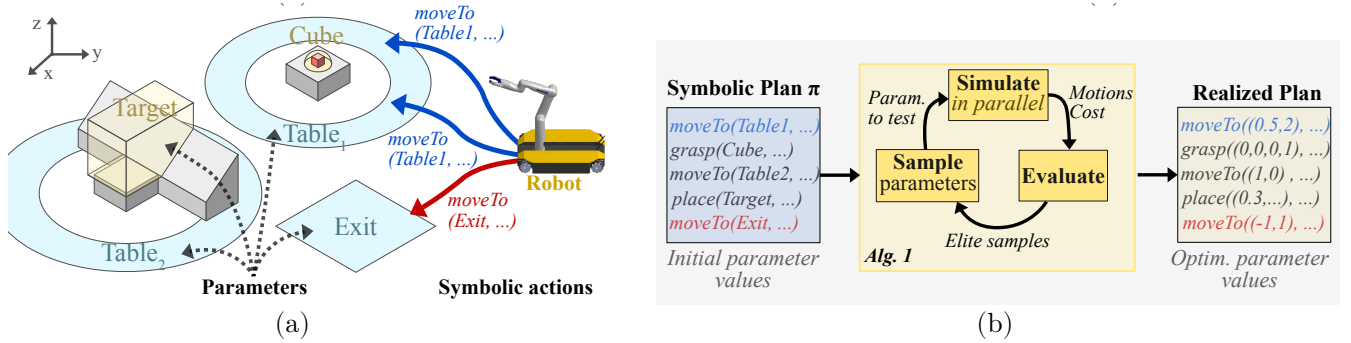 z
y
x
Cube
moveTo
(Table1, ...)
Target
Table1
moveTo
(Table1, ...)
Robot
moveTo
(Exit, ...)
Exit
Table2
Parameters
Symbolic actions
(a)
Symbolic Plan π
moveTo(Table1, ...)
grasp(Cube, ...)
moveTo(Table2, ...)
place(Target, ...)
moveTo(Exit, ...)
Initial parameter
values
Param.
to test
Simulate
in parallel
Motions
Cost
Sample
parameters
Evaluate
Elite samples
Alg. 1
Realized Plan
moveTo((0.5,2), ...)
grasp((0,0,0,1), ...)
moveTo((1,0) , ...)
place((0.3,...), ...)
moveTo((-1,1), ...)
Optim. parameter
values
(b)